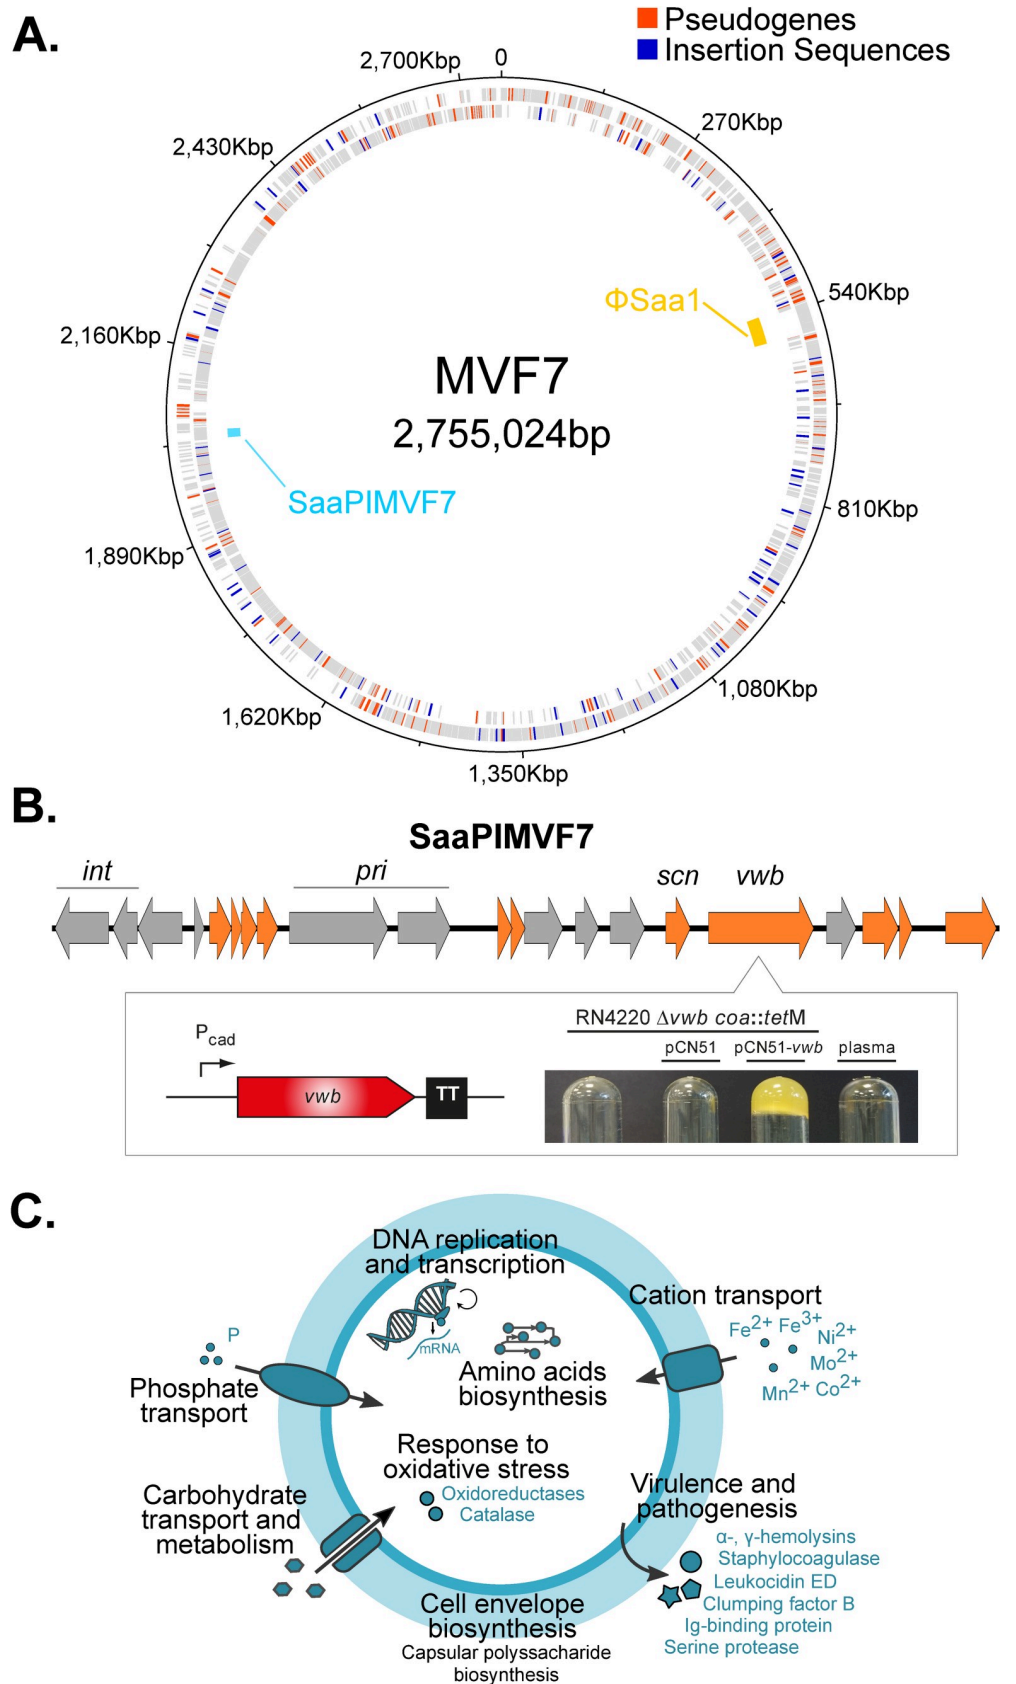 A.
Pseudogenes
Insertion Sequences
0
2,700Kbp
270Kbp
2,430Kbp
540Kbp
ΦSaa1
2,160Kbp
MVF7
2,755,024bp
SaaPIMVF7
810Kbp
1,890Kbp
1,080Kbp
1,620Kbp
1,350Kbp
B.
SaaPIMVF7
int
pri
scn
vwb
RN4220 Δvwb coa::tetM
Pcad
pCN51
pCN51-vwb
plasma
vwb
TT
C.
DNA replication
and transcription
mRNA
Cation transport
Fe2+ Fe3+
Ni2+
Mo2+
Mn2+ Co2+
P
Phosphate
transport
Amino acids
biosynthesis
Response to
oxidative stress
Oxidoreductases
Catalase
Carbohydrate
transport and
metabolism
Virulence and
pathogenesis
α-, γ-hemolysins
Staphylocoagulase
Leukocidin ED
Clumping factor B
Ig-binding protein
Serine protease
Cell envelope
biosynthesis
Capsular polyssacharide
biosynthesis